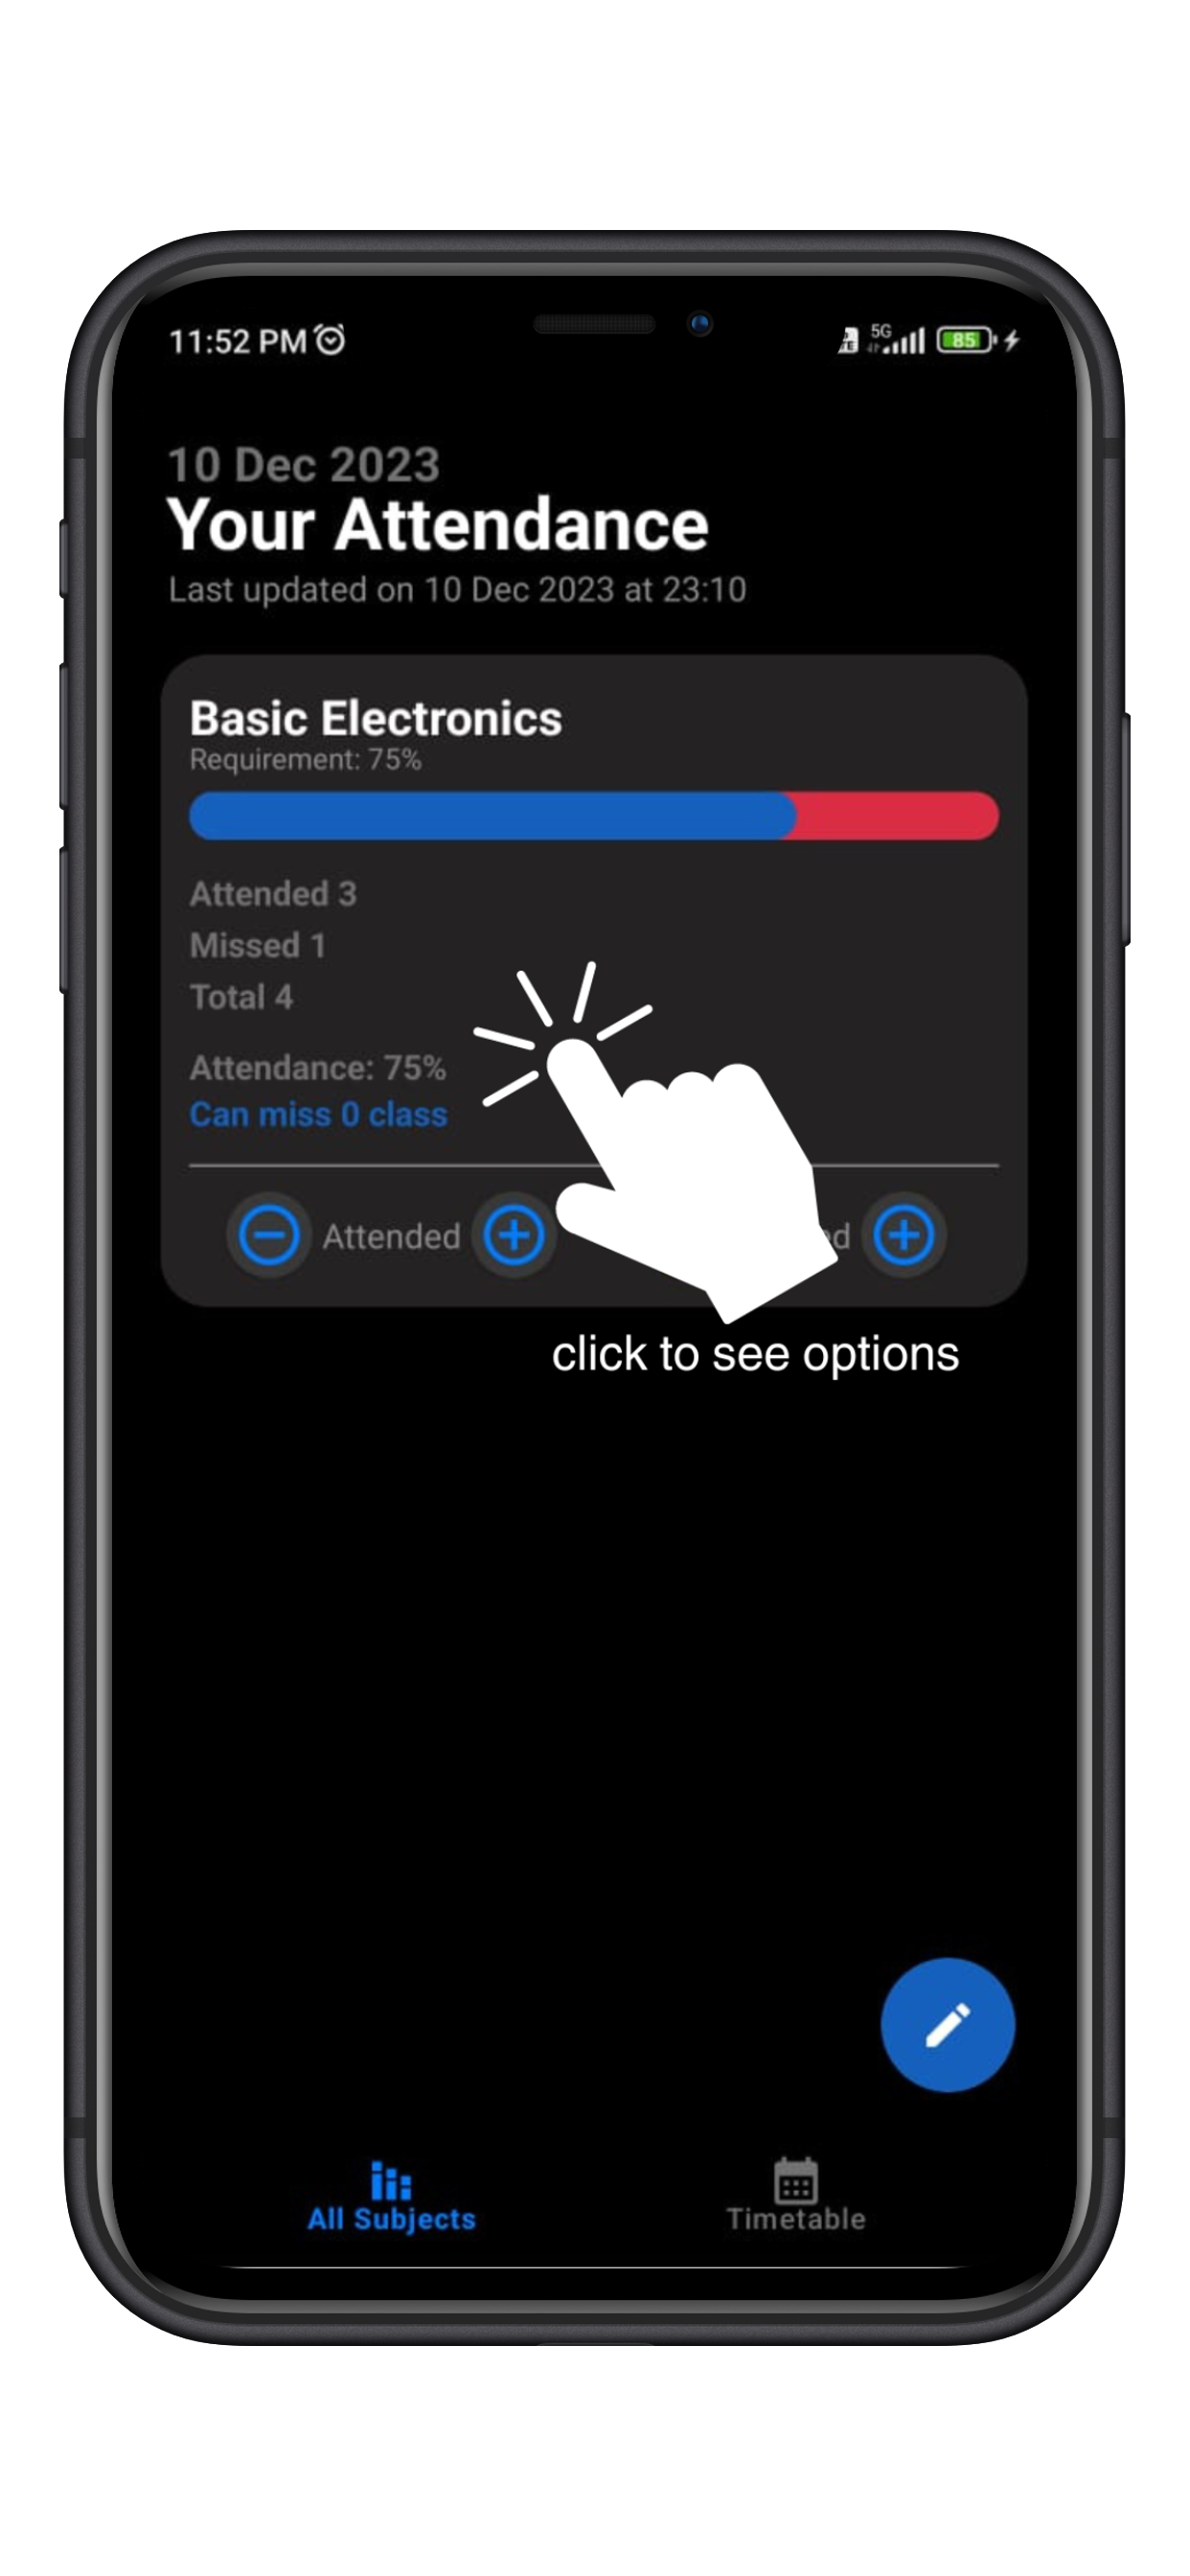 11:52 PM
5G
85
10 Dec 2023
Your Attendance
Last updated on 10 Dec 2023 at 23:10
Basic Electronics
Requirement: 75%
Attended 3
Missed 1
Total 4
Attendance: 75%
Can miss 0 class
Attended
click to see options
All Subjects
Timetable